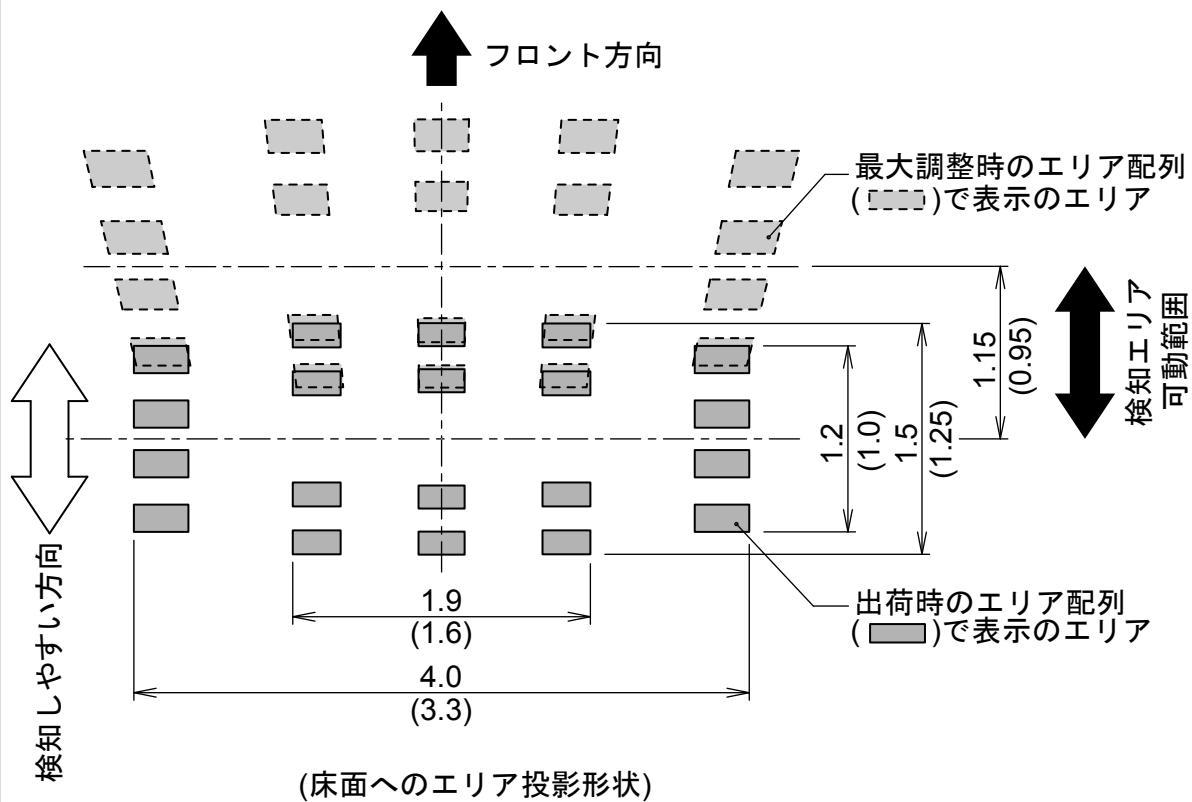 フロント方向
最大調整時のエリア配列
( )で表示のエリア
検知エリア
可動範囲
1.15
(0.95)
1.2
(1.0)
1.5
(1.25)
検知しやすい方向
1.9
(1.6)
出荷時のエリア配列
( )で表示のエリア
4.0
(3.3)
(床面へのエリア投影形状)